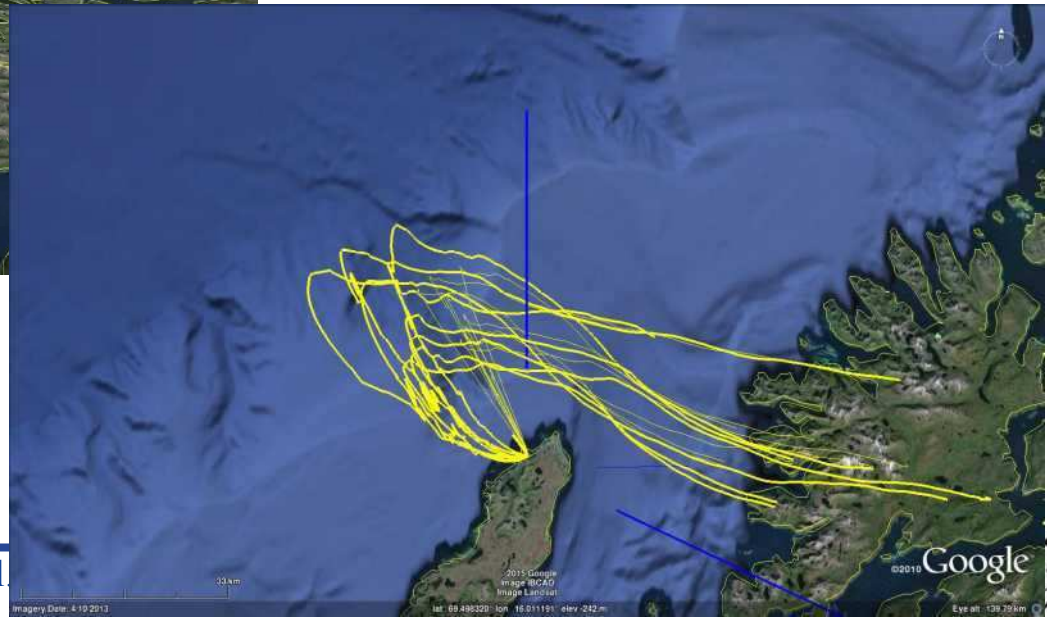 N
33 km
©2015 Google
Image IBCAO
Image Landsat
©2010 Google
Imagery Date: 4/10/2013
lat 69.498320° lon 16.011191° elev -242 m
Eye alt 139.79 km